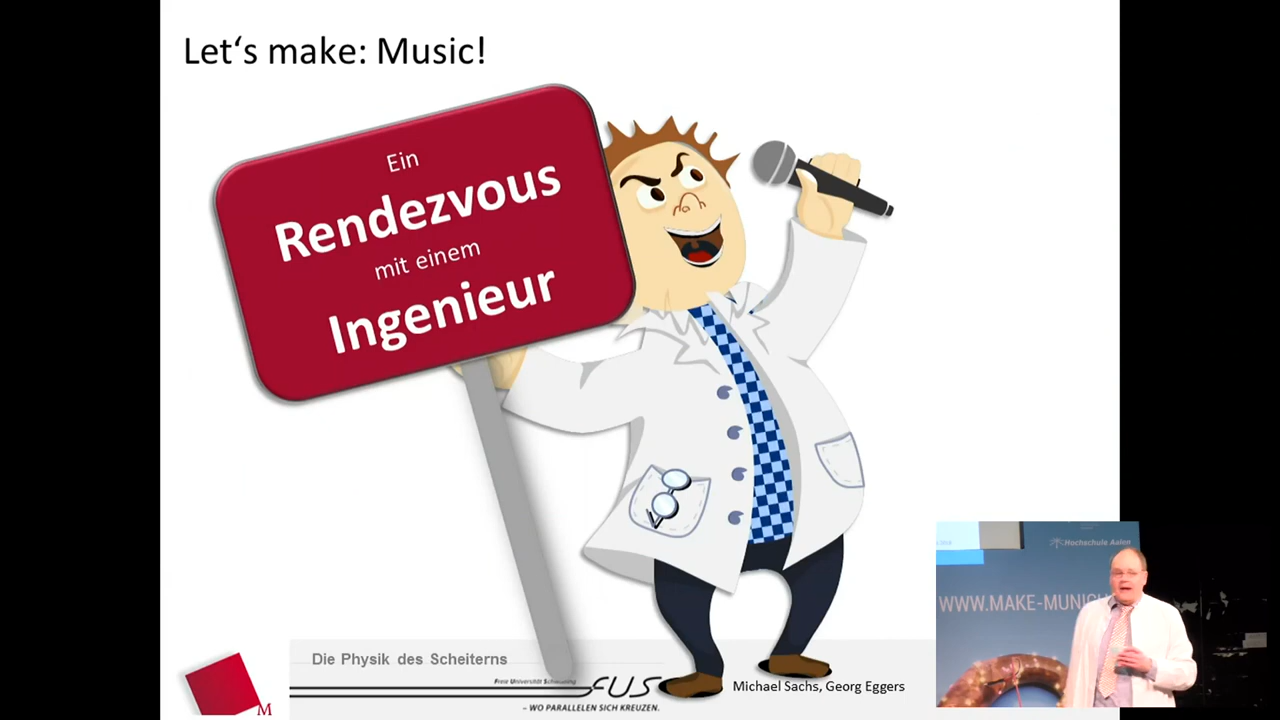 Let‘s make: Music!
Ein
Rendezvous
mit einem
Ingenieur
Die Physik des Scheiterns
FUS
– WO PARALLELEN SICH KREUZEN.
Michael Sachs, Georg Eggers
M
Hochschule Aalen
WWW.MAKE-MUNICH